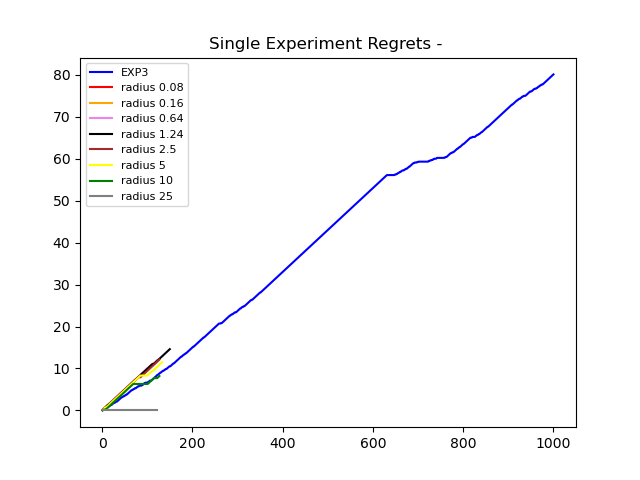 Single Experiment Regrets -
EXP3
radius 0.08
radius 0.16
radius 0.64
radius 1.24
radius 2.5
radius 5
radius 10
radius 25
80
70
60
50
40
30
20
10
0
0 200 400 600 800 1000